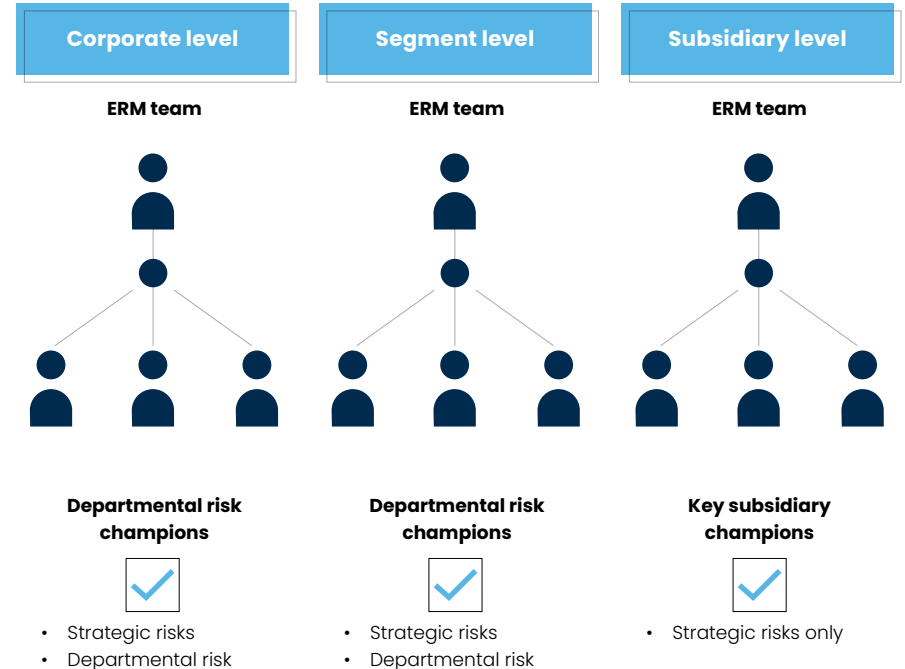 Corporate level
Segment level
Subsidiary level
ERM team
ERM team
ERM team
Departmental risk
champions
Departmental risk
champions
Key subsidiary
champions
• Strategic risks
• Departmental risk
• Strategic risks
• Departmental risk
• Strategic risks only